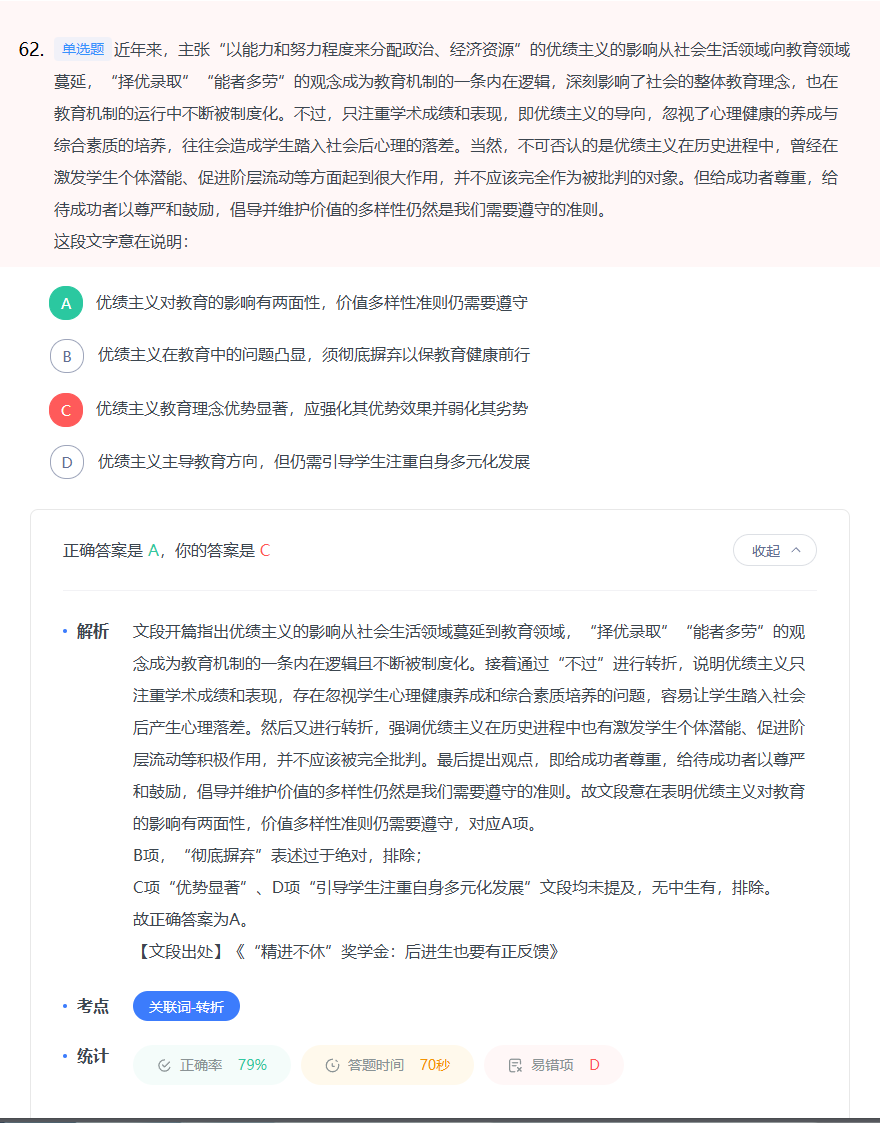 62. 单选题 近年来，主张“以能力和努力程度来分配政治、经济资源”的优绩主义的影响从社会生活领域向教育领域
蔓延，“择优录取”“能者多劳”的观念成为教育机制的一条内在逻辑，深刻影响了社会的整体教育理念，也在
教育机制的运行中不断被制度化。不过，只注重学术成绩和表现，即优绩主义的导向，忽视了心理健康的养成与
综合素质的培养，往往会造成学生踏入社会后心理的落差。当然，不可否认的是优绩主义在历史进程中，曾经在
激发学生个体潜能、促进阶层流动等方面起到很大作用，并不应该完全作为被批判的对象。但给成功者尊重，给
待成功者以尊严和鼓励，倡导并维护价值的多样性仍然是我们需要遵守的准则。
这段文字意在说明：
A 优绩主义对教育的影响有两面性，价值多样性准则仍需要遵守
B 优绩主义在教育中的问题凸显，须彻底摒弃以保教育健康前行
C 优绩主义教育理念优势显著，应强化其优势效果并弱化其劣势
D 优绩主义主导教育方向，但仍需引导学生注重自身多元化发展
正确答案是 A，你的答案是 C
收起
解析 文段开篇指出优绩主义的影响从社会生活领域蔓延到教育领域，“择优录取”“能者多劳”的观
念成为教育机制的一条内在逻辑且不断被制度化。接着通过“不过”进行转折，说明优绩主义只
注重学术成绩和表现，存在忽视学生心理健康养成和综合素质培养的问题，容易让学生踏入社会
后产生心理落差。然后又进行转折，强调优绩主义在历史进程中也有激发学生个体潜能、促进阶
层流动等积极作用，并不应该被完全批判。最后提出观点，即给成功者尊重，给待成功者以尊严
和鼓励，倡导并维护价值的多样性仍然是我们需要遵守的准则。故文段意在表明优绩主义对教育
的影响有两面性，价值多样性准则仍需要遵守，对应A项。
B项，“彻底摒弃”表述过于绝对，排除；
C项“优势显著”、D项“引导学生注重自身多元化发展”文段均未提及，无中生有，排除。
故正确答案为A。
【文段出处】《“精进不休”奖学金：后进生也要有正反馈》
考点 关联词-转折
统计 正确率 79% 答题时间 70秒 易错项 D